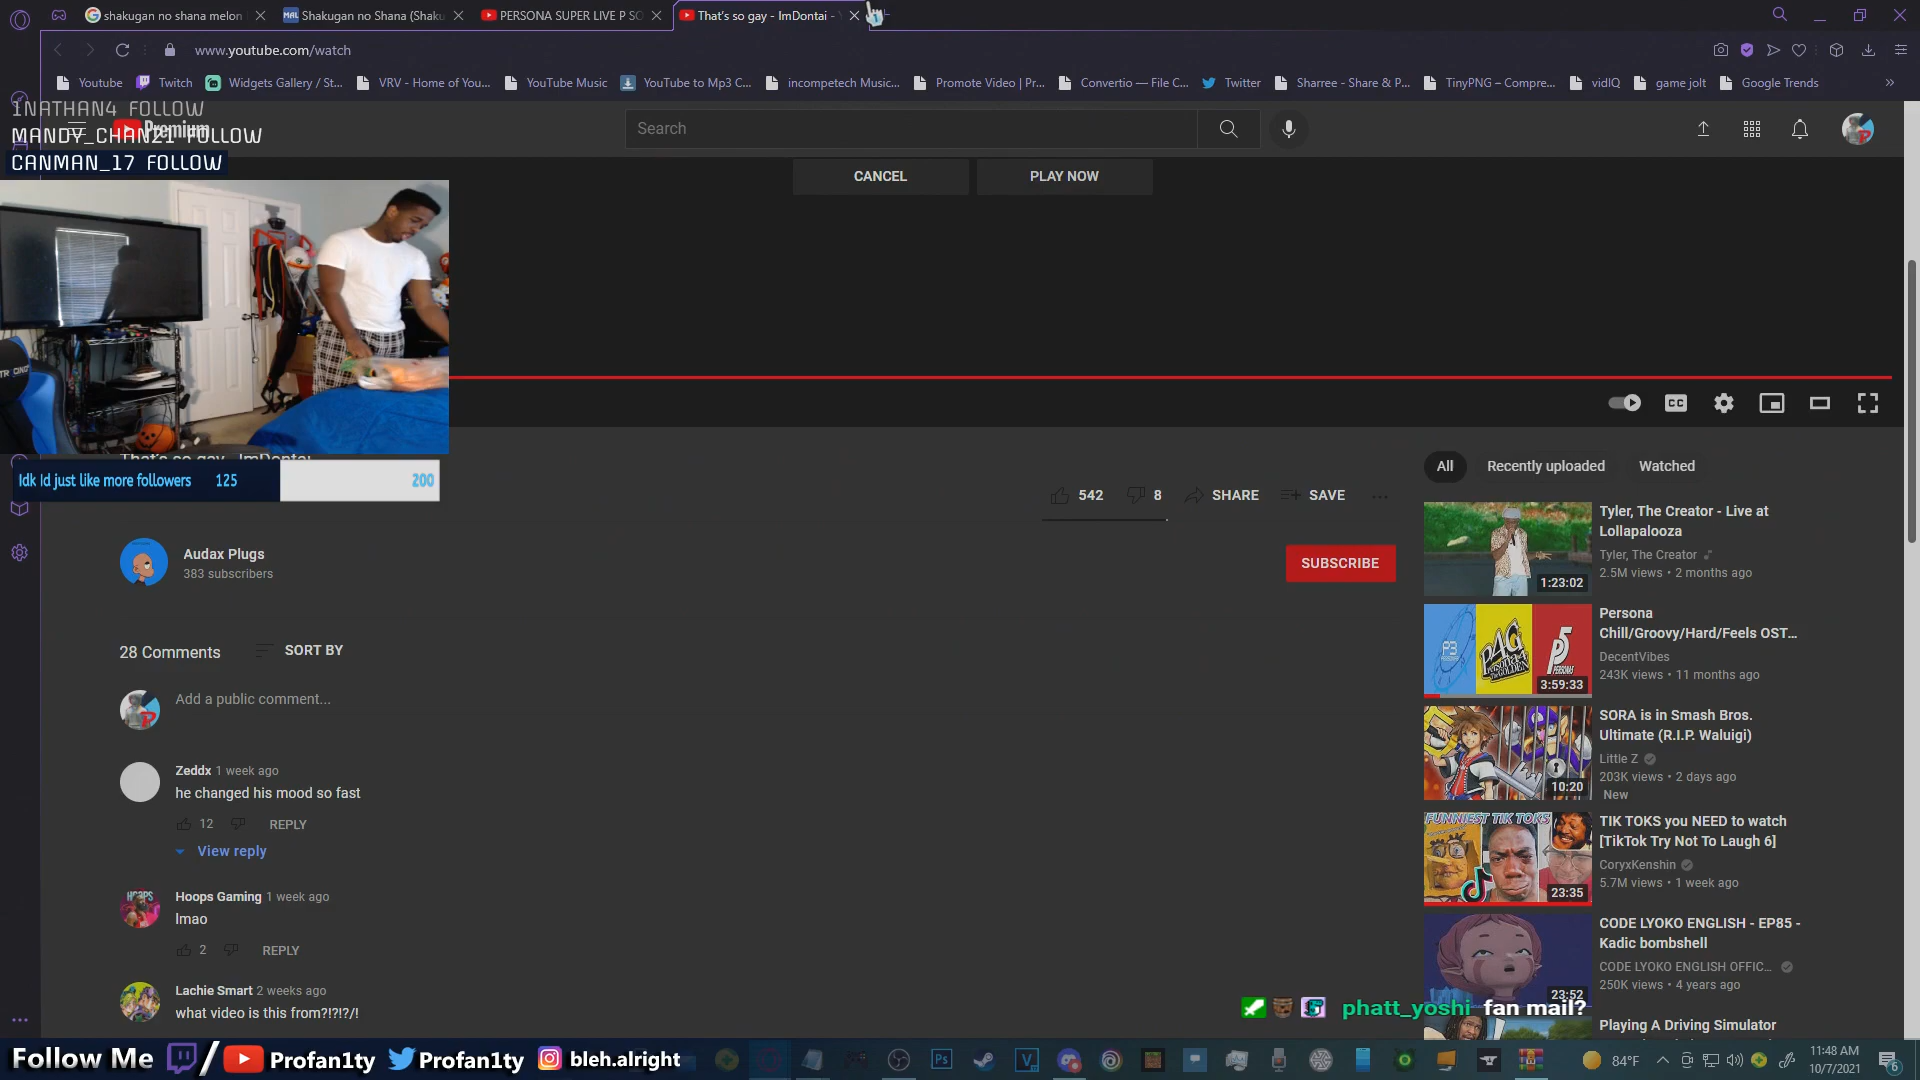 shakugan no shana melon
Shakugan no Shana (Shaku
PERSONA SUPER LIVE P SO
That's so gay - ImDontai -
www.youtube.com/watch
Youtube
Twitch
Widgets Gallery / St...
VRV - Home of You...
YouTube Music
YouTube to Mp3 C...
incompetech Music...
Promote Video | Pr...
Convertio — File C...
Twitter
Sharree - Share & P...
TinyPNG – Compre...
vidIQ
game jolt
Google Trends
1NATHAN4 FOLLOW
MANDY_CHAN21 FOLLOW
CANMAN_17 FOLLOW
Premium
Search
CANCEL
PLAY NOW
That's so gay - ImDontai
Idk Id just like more followers 125 200
542
8
SHARE
SAVE
Audax Plugs
383 subscribers
SUBSCRIBE
28 Comments
SORT BY
Add a public comment...
Zeddx 1 week ago
he changed his mood so fast
12
REPLY
View reply
Hoops Gaming 1 week ago
lmao
2
REPLY
Lachie Smart 2 weeks ago
what video is this from?!?!?/!
All
Recently uploaded
Watched
Tyler, The Creator - Live at
Lollapalooza
Tyler, The Creator
2.5M views • 2 months ago
1:23:02
Persona
Chill/Groovy/Hard/Feels OST...
DecentVibes
243K views • 11 months ago
3:59:33
SORA is in Smash Bros.
Ultimate (R.I.P. Waluigi)
Little Z
203K views • 2 days ago
New
10:20
FUNNIEST TIK TOKS
TIK TOKS you NEED to watch
[TikTok Try Not To Laugh 6]
CoryxKenshin
5.7M views • 1 week ago
23:35
CODE LYOKO ENGLISH - EP85 -
Kadic bombshell
CODE LYOKO ENGLISH OFFIC...
250K views • 4 years ago
23:52
Playing A Driving Simulator
phatt_yoshi fan mail?
Follow Me / Profan1ty Profan1ty bleh.alright
84°F
11:48 AM
10/7/2021